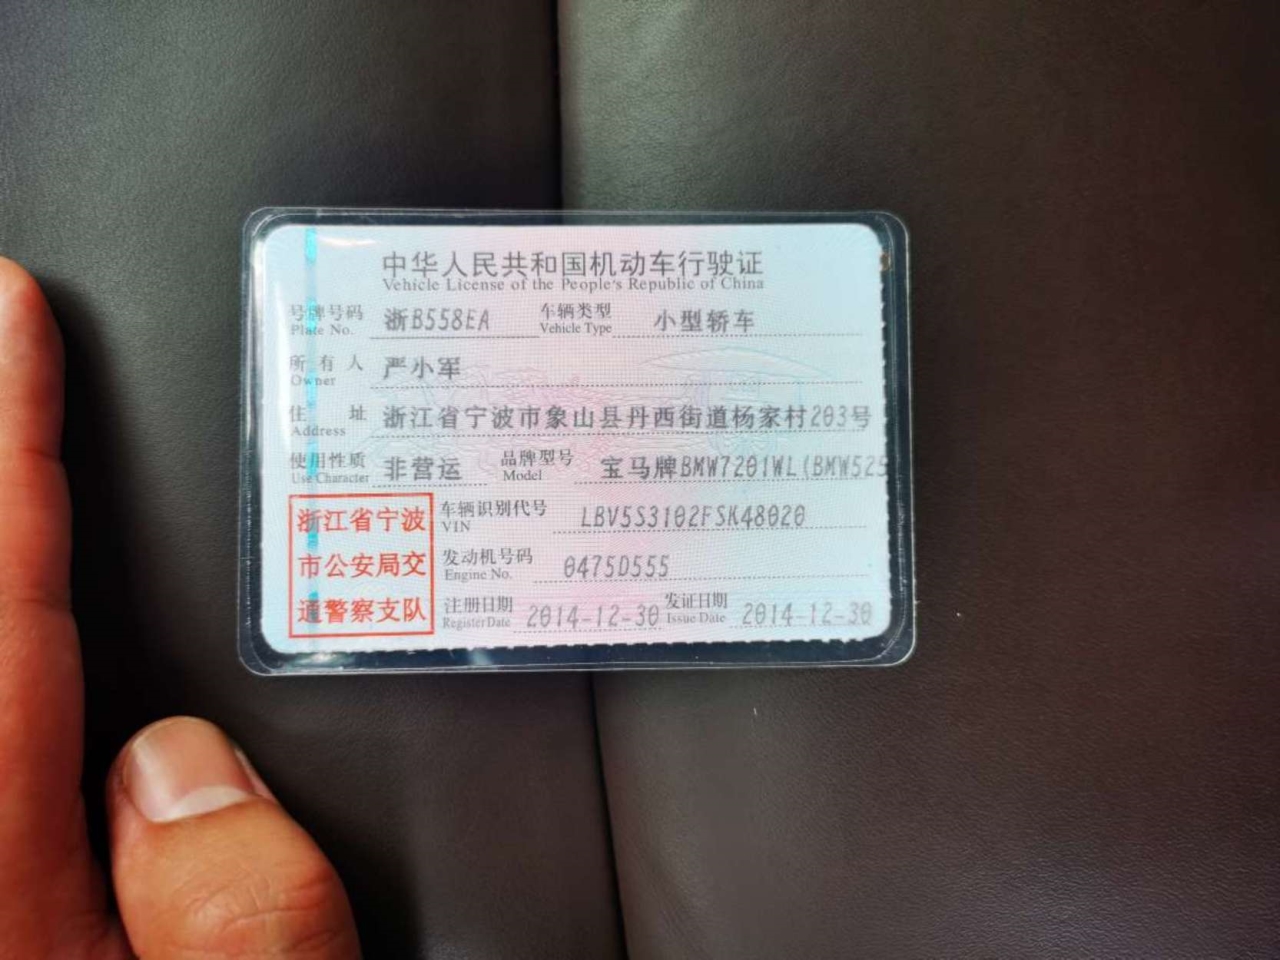 中华人民共和国机动车行驶证
Vehicle License of the People's Republic of China
号牌号码 浙B558EA 车辆类型 小型轿车
Plate No. Vehicle Type
所有人 严小军
Owner
住址 浙江省宁波市象山县丹西街道杨家村203号
Address
使用性质 非营运 品牌型号 宝马牌BMW7201WL(BMW525
Use Character Model
浙江省宁波
市公安局交
通警察支队
车辆识别代号 LBV5S3102FSK48020
VIN
发动机号码 0475D555
Engine No.
注册日期 2014-12-30 发证日期 2014-12-30
Register Date Issue Date